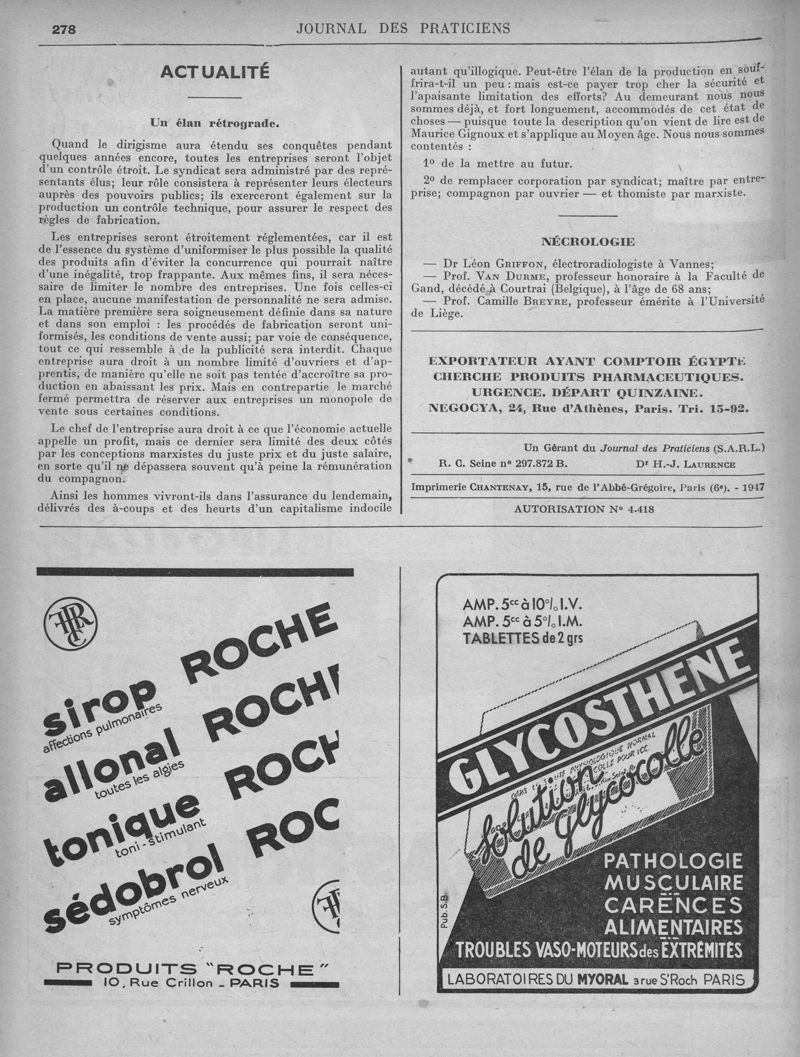 278
JOURNAL DES PRATICIENS
ACTUALITÉ
Un élan rétrograde.
Quand le dirigisme aura étendu ses conquêtes pendant
quelques années encore, toutes les entreprises seront l'objet
d'un contrôle étroit. Le syndicat sera administré par des repré-
sentants élus; leur rôle consistera à représenter leurs électeurs
auprès des pouvoirs publics; ils exerceront également sur la
production un contrôle technique, pour assurer le respect des
règles de fabrication.
Les entreprises seront étroitement réglementées, car il est
de l'essence du système d'uniformiser le plus possible la qualité
des produits afin d'éviter la concurrence qui pourrait naître
d'une inégalité, trop frappante. Aux mêmes fins, il sera néces-
saire de limiter le nombre des entreprises. Une fois celles-ci
en place, aucune manifestation de personnalité ne sera admise.
La matière première sera soigneusement définie dans sa nature
et dans son emploi : les procédés de fabrication seront uni-
formisés, les conditions de vente aussi; par voie de conséquence,
tout ce qui ressemble à de la publicité sera interdit. Chaque
entreprise aura droit à un nombre limité d'ouvriers et d'ap-
prentis, de manière qu'elle ne soit pas tentée d'accroître sa pro-
duction en abaissant les prix. Mais en contrepartie le marché
fermé permettra de réserver aux entreprises un monopole de
vente sous certaines conditions.
Le chef de l'entreprise aura droit à ce que l'économie actuelle
appelle un profit, mais ce dernier sera limité des deux côtés
par les conceptions marxistes du juste prix et du juste salaire,
en sorte qu'il ne dépassera souvent qu'à peine la rémunération
du compagnon.
Ainsi les hommes vivront-ils dans l'assurance du lendemain,
délivrés des à-coups et des heurts d'un capitalisme indocile
autant qu'illogique. Peut-être l'élan de la production en souf-
frira-t-il un peu : mais est-ce payer trop cher la sécurité et
l'apaisante limitation des efforts? Au demeurant nous nous
sommes déjà, et fort longuement, accommodés de cet état de
choses — puisque toute la description qu'on vient de lire est de
Maurice Gignoux et s'applique au Moyen âge. Nous nous sommes
contentés :
1º de la mettre au futur.
2º de remplacer corporation par syndicat; maître par entre-
prise; compagnon par ouvrier — et thomiste par marxiste.
NÉCROLOGIE
— Dr Léon GRIFFON, électroradiologiste à Vannes;
— Prof. VAN DURME, professeur honoraire à la Faculté de
Gand, décédé à Courtrai (Belgique), à l'âge de 68 ans;
— Prof. Camille BREYRE, professeur émérite à l'Université
de Liège.
EXPORTATEUR AYANT COMPTOIR ÉGYPTE
CHERCHE PRODUITS PHARMACEUTIQUES.
URGENCE. DÉPART QUINZAINE.
NEGOCYA, 24, Rue d'Athènes, Paris. Tri. 15-92.
Un Gérant du Journal des Praticiens (S.A.R.L.)
R. C. Seine nº 297.872 B. Dr H.-J. LAURENCE
Imprimerie CHANTENAY, 15, rue de l'Abbé-Grégoire, Paris (6e). - 1947
AUTORISATION Nº 4.418
sirop ROCHE
affections pulmonaires
allonal ROCH
toutes les algies
tonique ROCH
toni-stimulant
sédobrol ROC
symptômes nerveux
PRODUITS "ROCHE"
10, Rue Crillon - PARIS
AMP. 5cc à 10% I.V.
AMP. 5cc à 5% I.M.
TABLETTES de 2 grs
GLYCOSTHENE
Solution
de glycocolle
PATHOLOGIE
MUSCULAIRE
CARENCES
ALIMENTAIRES
TROUBLES VASO-MOTEURS des EXTRÉMITÉS
Pub. S.B.
LABORATOIRES DU MYORAL 3 rue St Roch PARIS